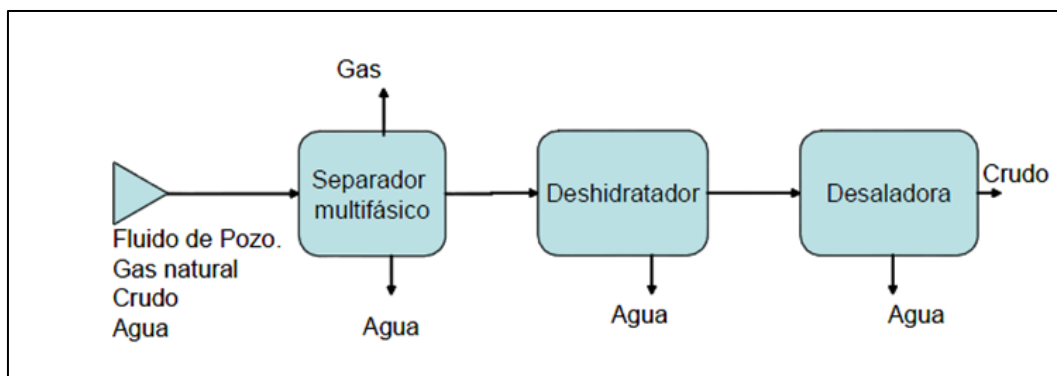 Gas
Separador
multifásico
Deshidratador
Desaladora
Crudo
Fluido de Pozo.
Gas natural
Crudo
Agua
Agua
Agua
Agua